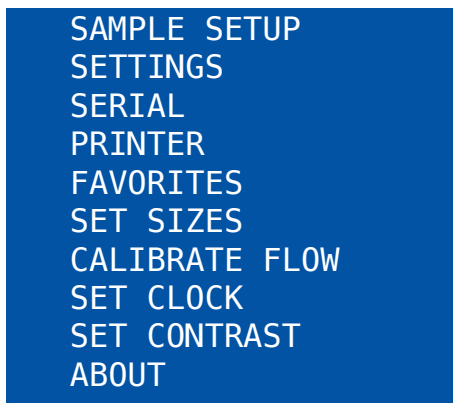 SAMPLE SETUP
SETTINGS
SERIAL
PRINTER
FAVORITES
SET SIZES
CALIBRATE FLOW
SET CLOCK
SET CONTRAST
ABOUT